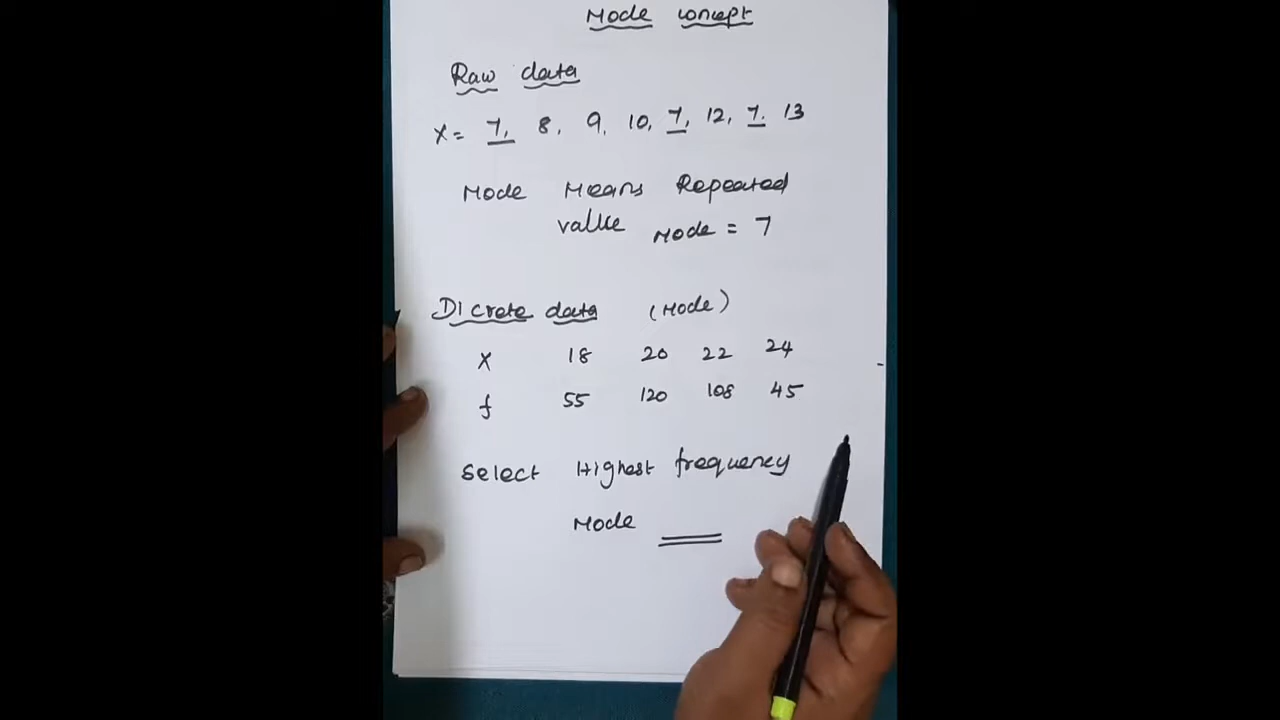 Mode concept
Raw data
X = 7, 8, 9, 10, 7, 12, 7. 13
Mode Means Repeated
value Mode = 7
Discrete data (Mode)
X 18 20 22 24
f 55 120 108 45
Select Highest frequency
Mode